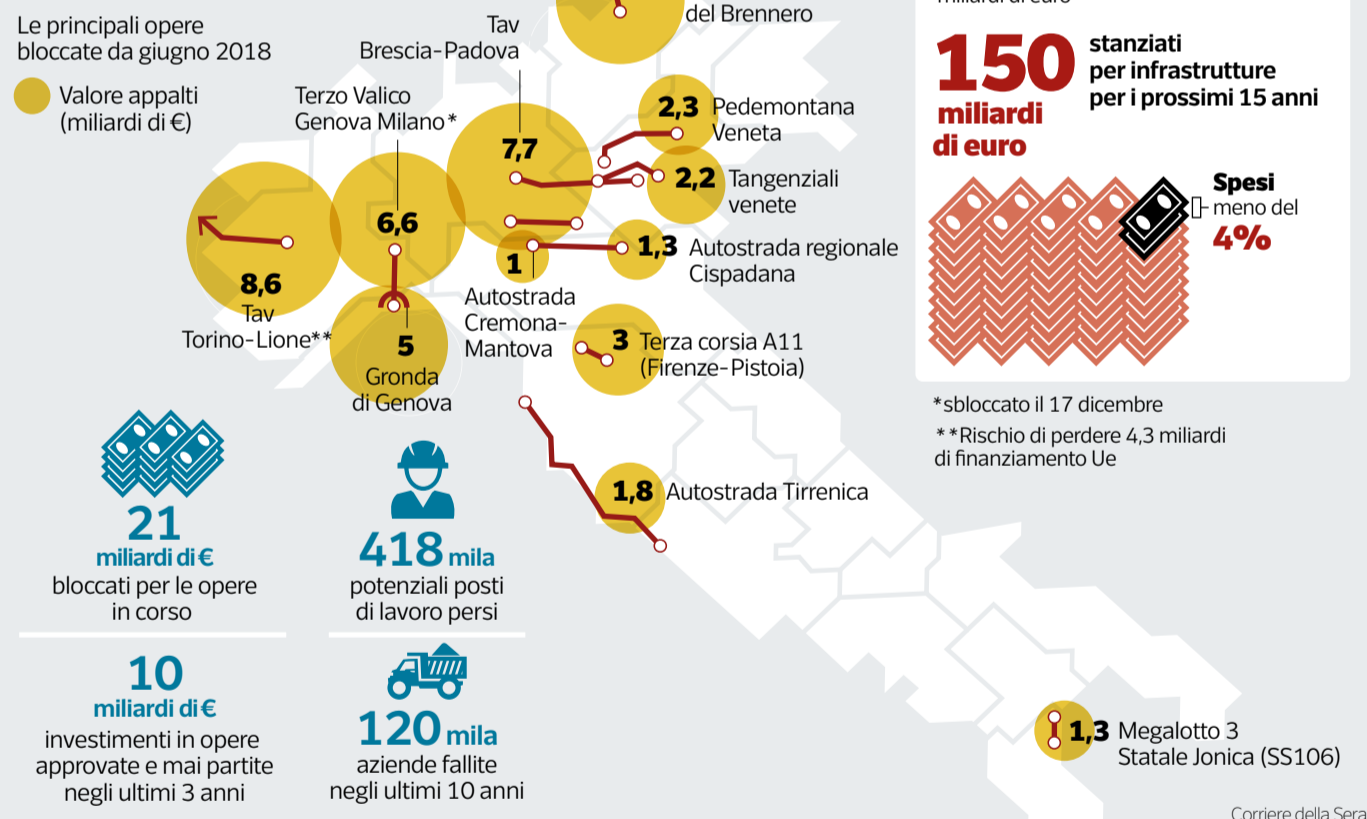 Le principali opere
bloccate da giugno 2018
Valore appalti
(miliardi di €)
del Brennero
Tav
Brescia-Padova
7,7
Terzo Valico
Genova Milano*
6,6
2,3 Pedemontana
Veneta
2,2 Tangenziali
venete
1,3 Autostrada regionale
Cispadana
1
Autostrada
Cremona-
Mantova
8,6
Tav
Torino-Lione**
5
Gronda
di Genova
3 Terza corsia A11
(Firenze-Pistoia)
1,8 Autostrada Tirrenica
1,3 Megalotto 3
Statale Jonica (SS106)
21
miliardi di €
bloccati per le opere
in corso
418 mila
potenziali posti
di lavoro persi
10
miliardi di €
investimenti in opere
approvate e mai partite
negli ultimi 3 anni
120 mila
aziende fallite
negli ultimi 10 anni
miliardi di euro
150
miliardi
di euro
stanziati
per infrastrutture
per i prossimi 15 anni
Spesi
meno del
4%
*sbloccato il 17 dicembre
**Rischio di perdere 4,3 miliardi
di finanziamento Ue
Corriere della Sera